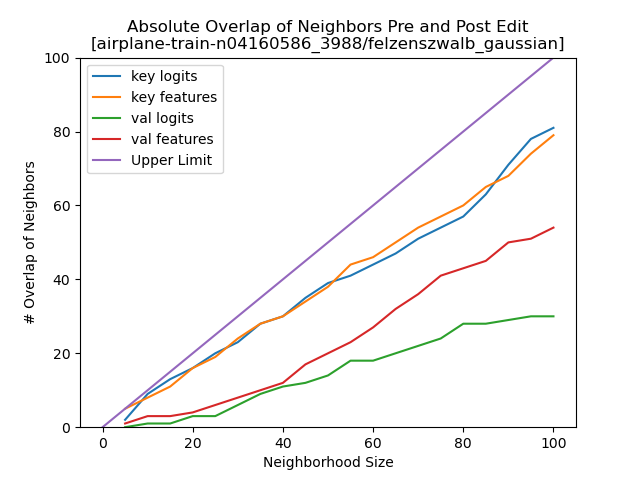 Absolute Overlap of Neighbors Pre and Post Edit
[airplane-train-n04160586_3988/felzenszwalb_gaussian]
# Overlap of Neighbors
100
80
60
40
20
0
key logits
key features
val logits
val features
Upper Limit
0 20 40 60 80 100
Neighborhood Size